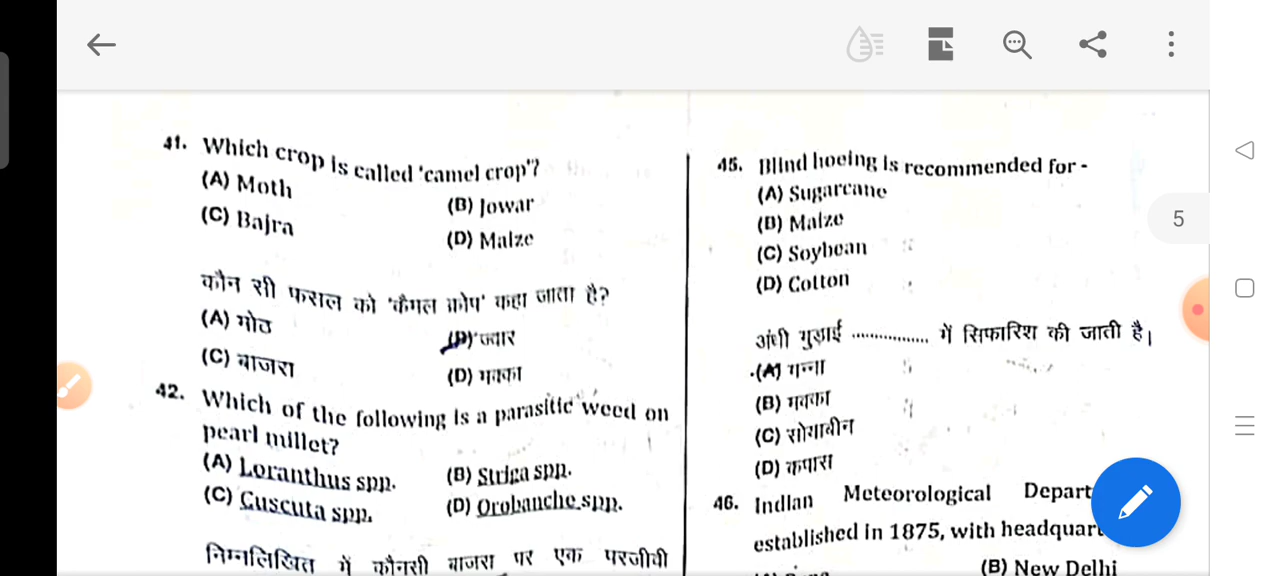 5
41. Which crop is called 'camel crop'?
(A) Moth
(B) Jowar
(C) Bajra
(D) Maize
कौन सी फसल को 'कैमल क्रोप' कहा जाता है?
(A) मोठ
(B) ज्वार
(C) बाजरा
(D) मक्का
42. Which of the following is a parasitic weed on
pearl millet?
(A) Loranthus spp.
(B) Striga spp.
(C) Cuscuta spp.
(D) Orobanche spp.
निम्नलिखित में कौनसी बाजरा पर एक परजीवी
45. Blind hoeing is recommended for -
(A) Sugarcane
(B) Maize
(C) Soybean
(D) Cotton
अंधी गुड़ाई ................ में सिफारिश की जाती है।
(A) गन्ना
(B) मक्का
(C) सोयाबीन
(D) कपास
46. Indian Meteorological Depart
established in 1875, with headquar
(B) New Delhi